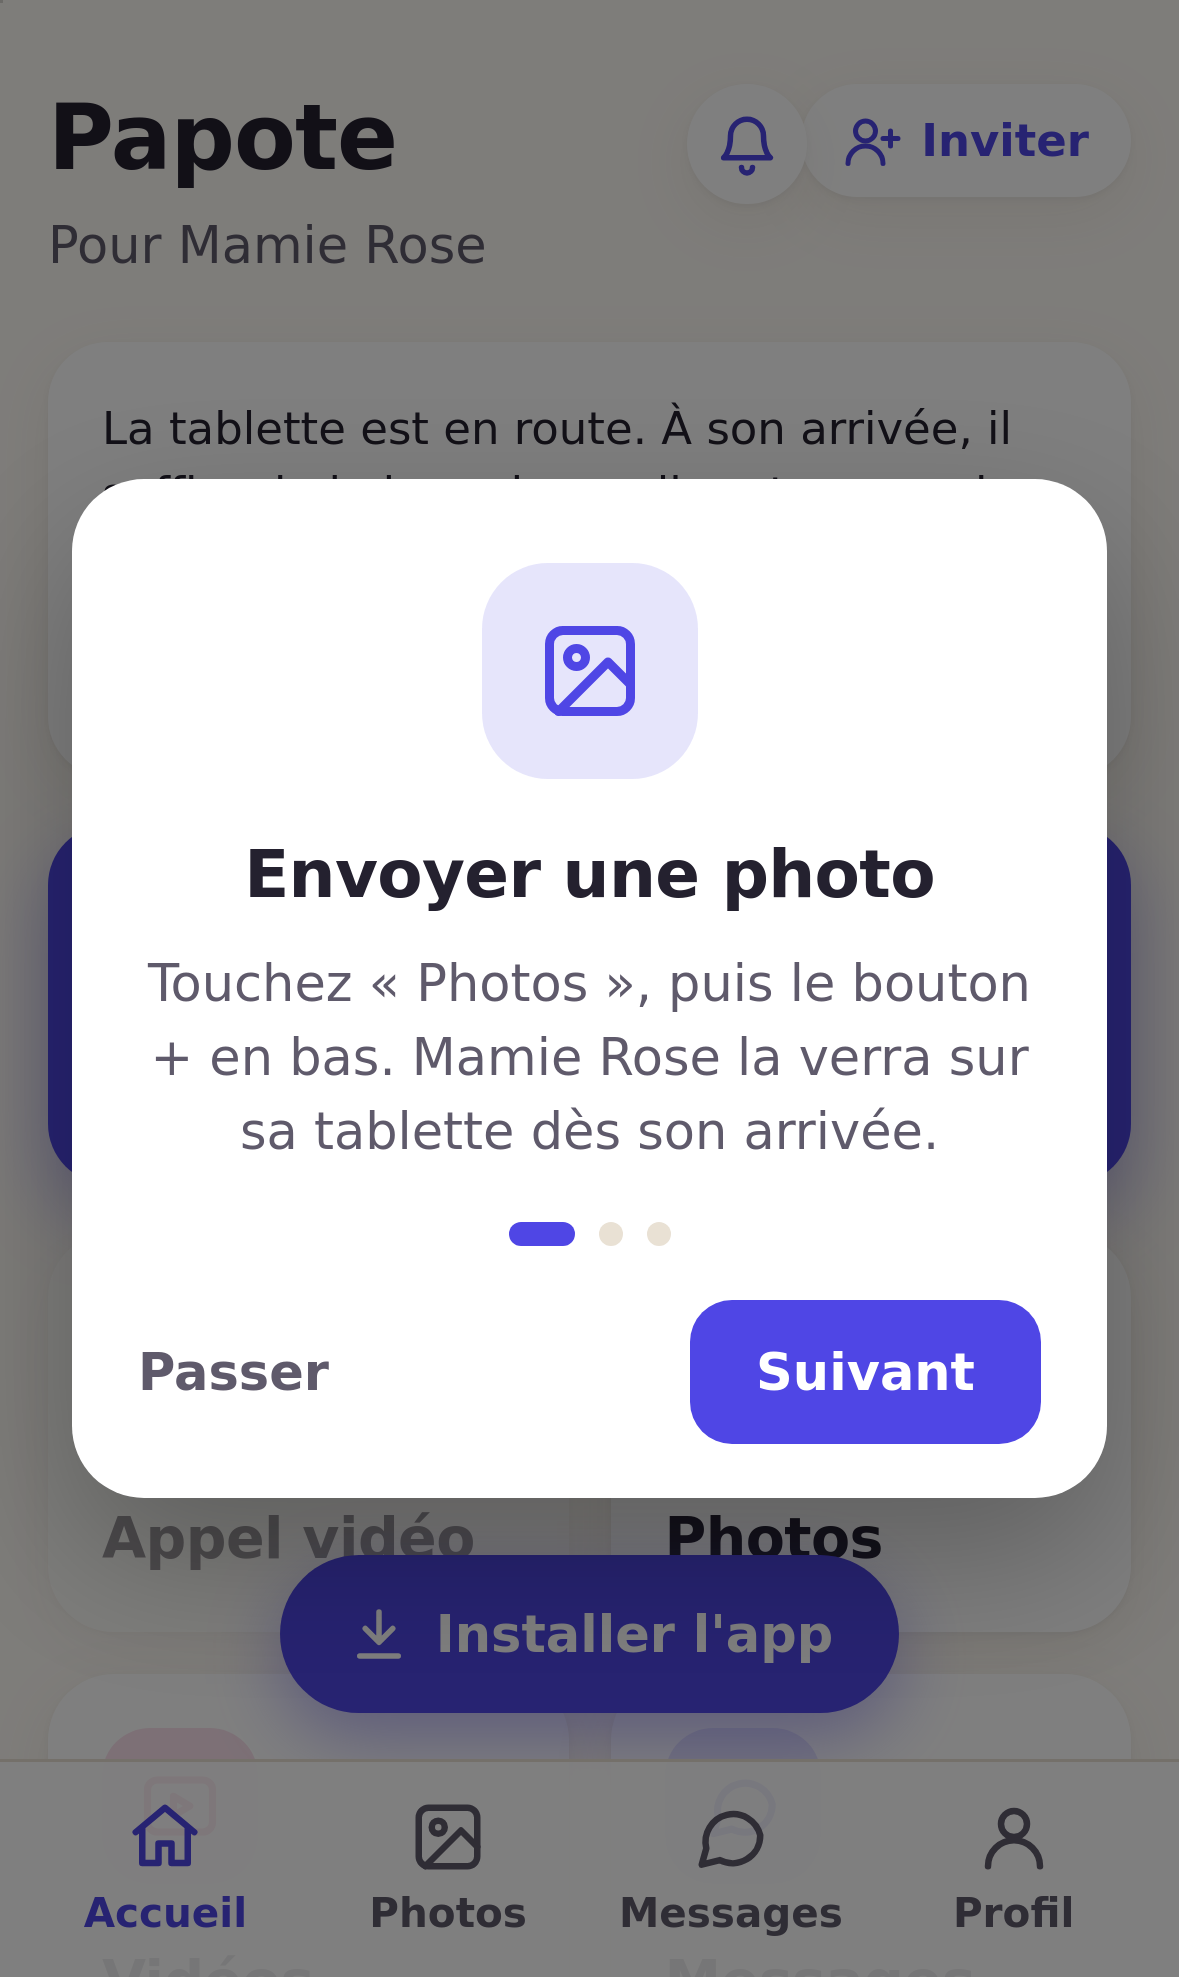 Papote
Inviter
Pour Mamie Rose
La tablette est en route. À son arrivée, il
Envoyer une photo
Touchez « Photos », puis le bouton
+ en bas. Mamie Rose la verra sur
sa tablette dès son arrivée.
Passer
Suivant
Appel vidéo
Photos
Installer l'app
Accueil
Photos
Messages
Profil
Vidéos
Messages